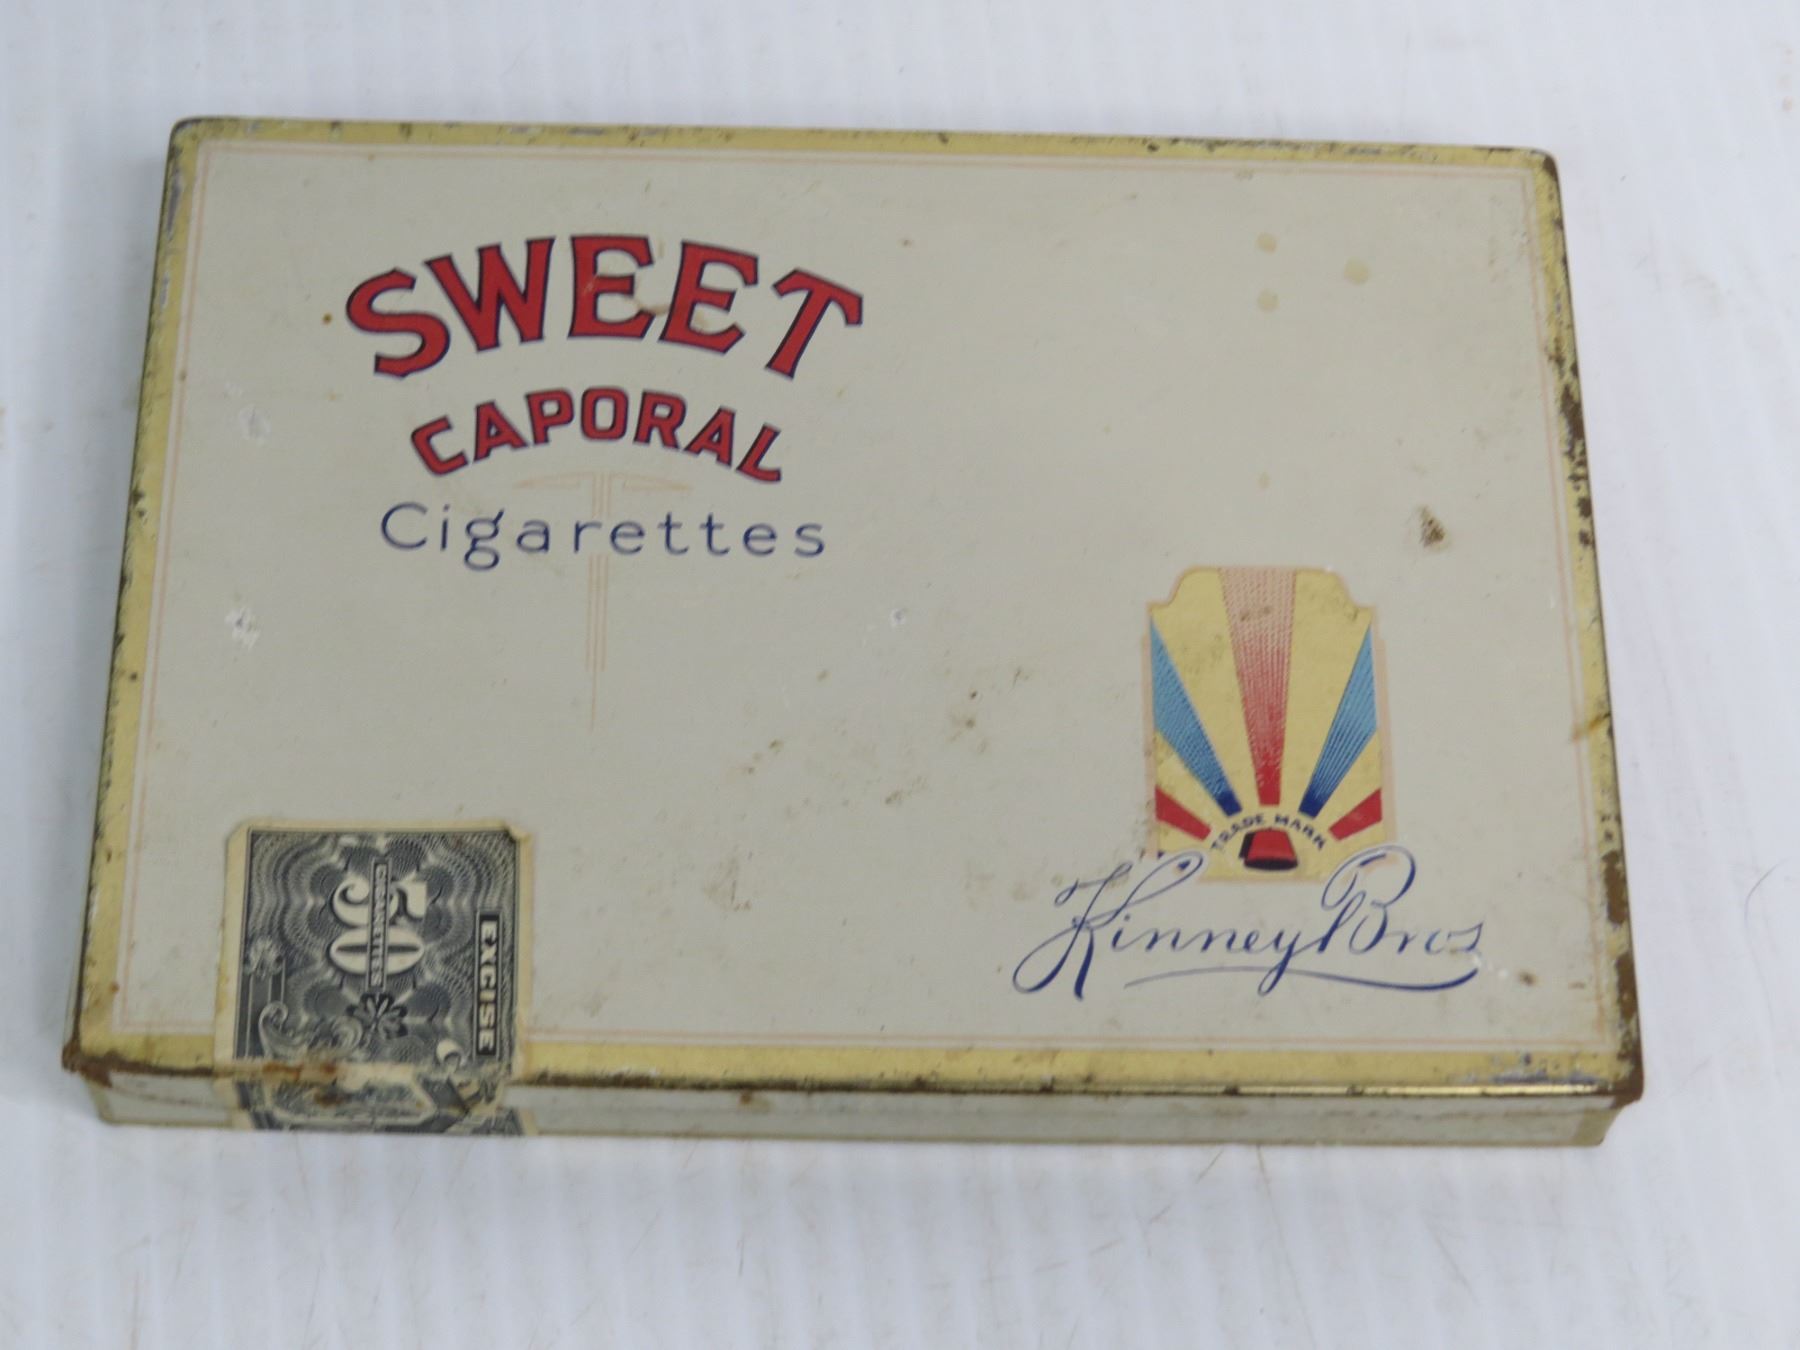 SWEET
CAPORAL
Cigarettes
TRADE MARK
Kinney Bros
EXCISE
50
CIGARETTES